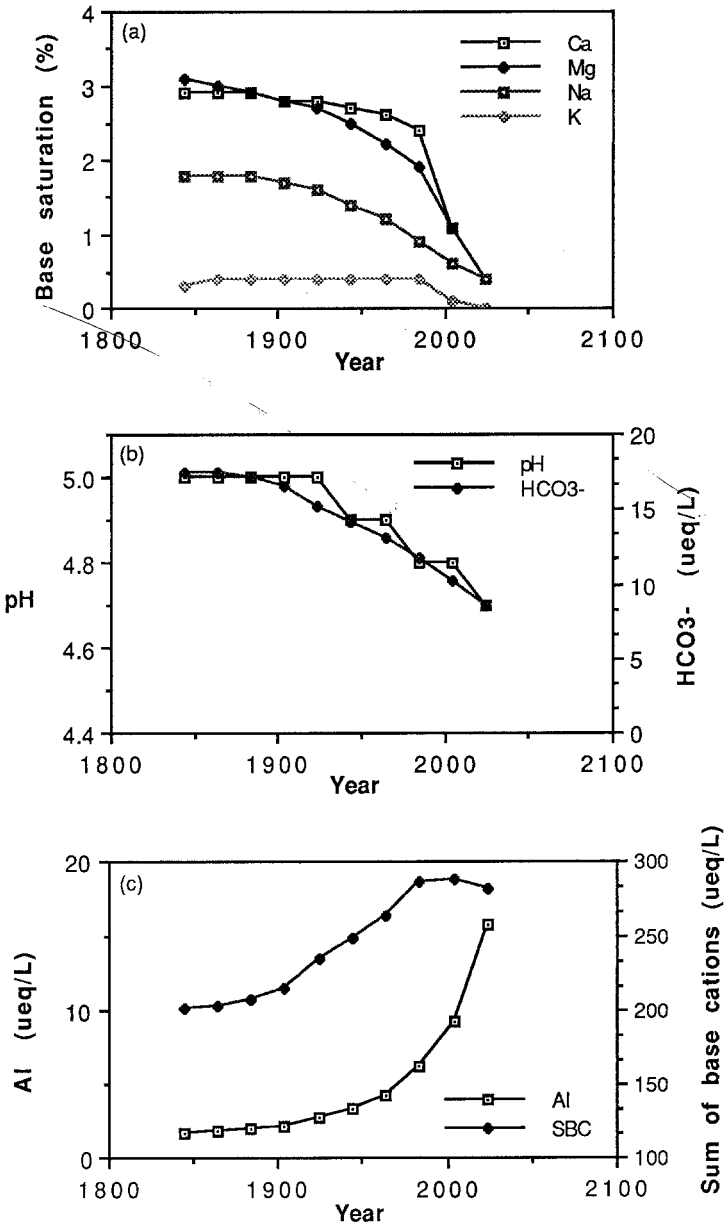 (a)
Base saturation (%)
4
3
2
1
0
Ca
Mg
Na
K
1800 1900 2000 2100
Year
(b)
pH
5.0
4.8
4.6
4.4
pH
HCO3-
20
15
10
5
0
HCO3- (ueq/L)
1800 1900 2000 2100
Year
(c)
Al (ueq/L)
20
10
0
Al
SBC
300
250
200
150
100
Sum of base cations (ueq/L)
1800 1900 2000 2100
Year